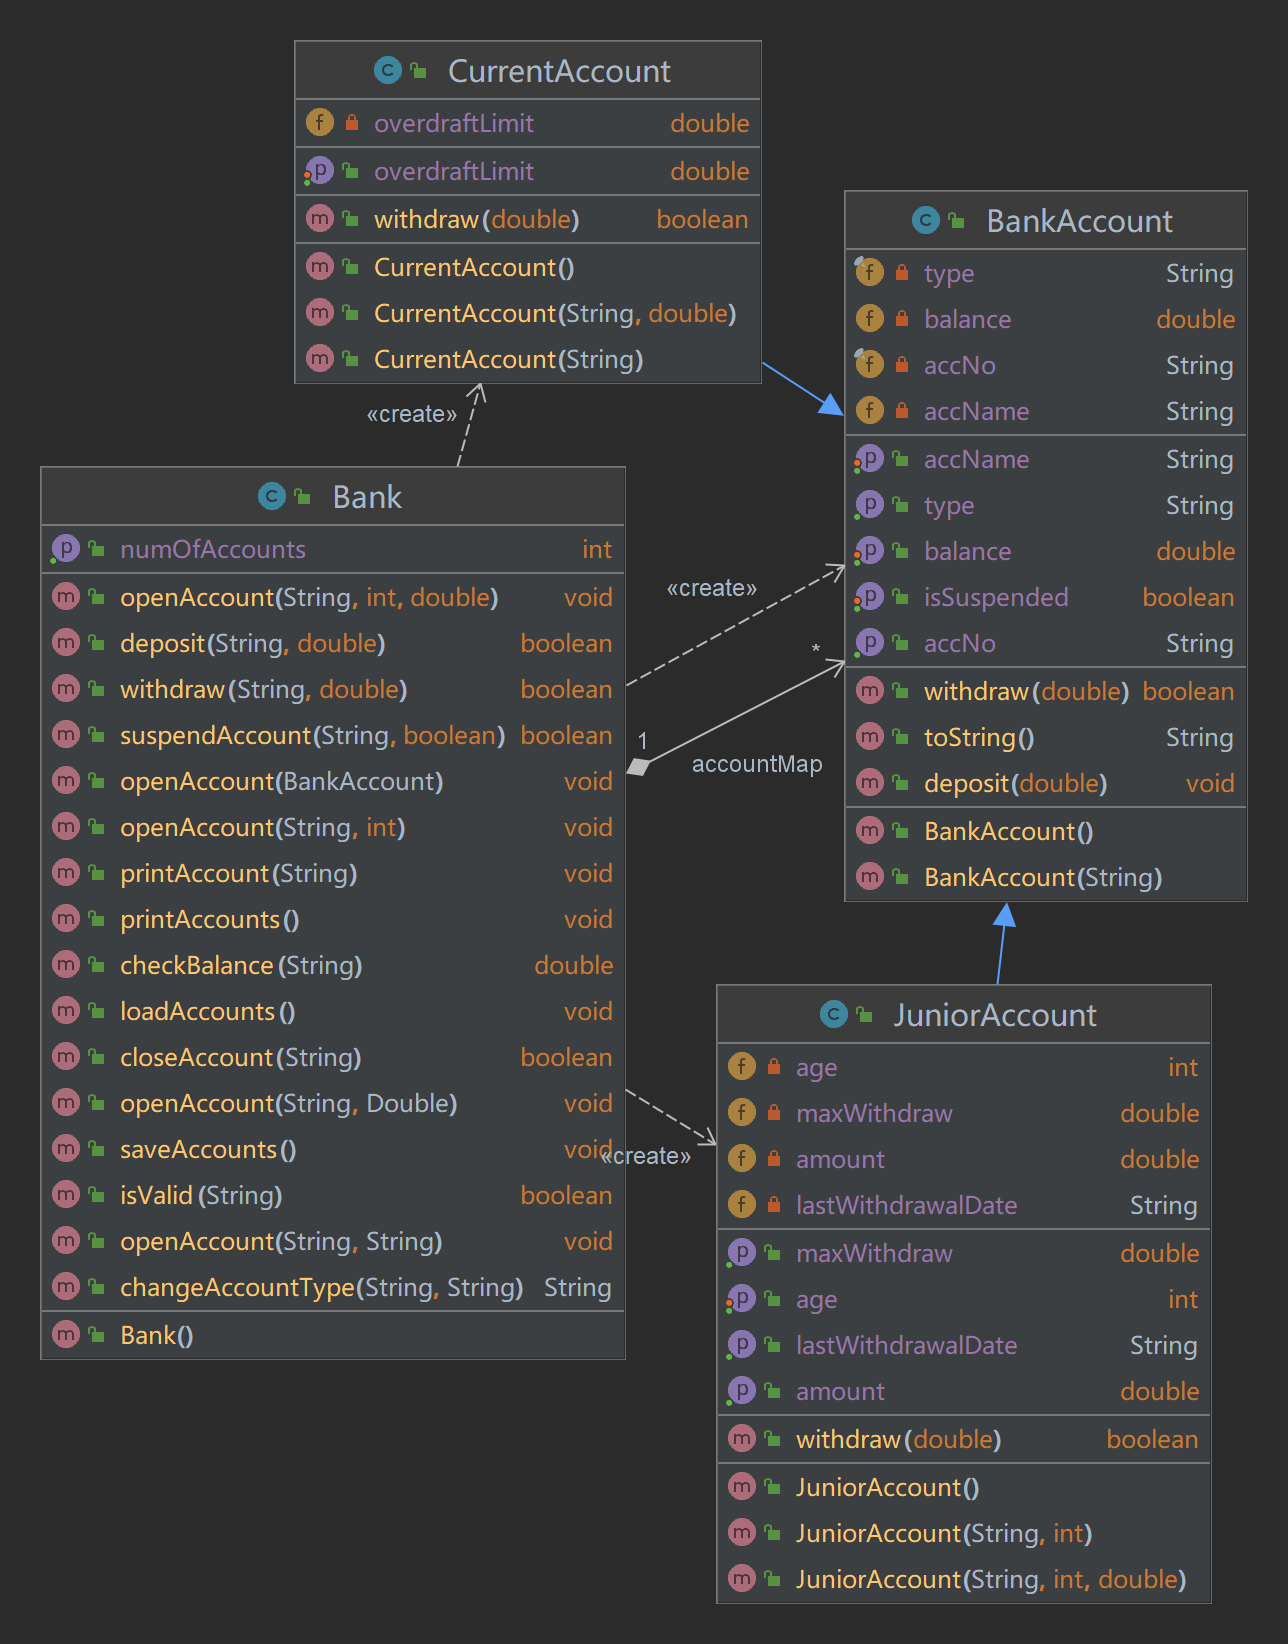 CurrentAccount
overdraftLimit double
overdraftLimit double
withdraw(double) boolean
CurrentAccount()
CurrentAccount(String, double)
CurrentAccount(String)
BankAccount
type String
balance double
accNo String
accName String
accName String
type String
balance double
isSuspended boolean
accNo String
withdraw(double) boolean
toString() String
deposit(double) void
BankAccount()
BankAccount(String)
«create»
Bank
numOfAccounts int
openAccount(String, int, double) void
deposit(String, double) boolean
withdraw(String, double) boolean
suspendAccount(String, boolean) boolean
openAccount(BankAccount) void
openAccount(String, int) void
printAccount(String) void
printAccounts() void
checkBalance(String) double
loadAccounts() void
closeAccount(String) boolean
openAccount(String, Double) void
saveAccounts() void
isValid(String) boolean
openAccount(String, String) void
changeAccountType(String, String) String
Bank()
«create»
*
1
accountMap
«create»
JuniorAccount
age int
maxWithdraw double
amount double
lastWithdrawalDate String
maxWithdraw double
age int
lastWithdrawalDate String
amount double
withdraw(double) boolean
JuniorAccount()
JuniorAccount(String, int)
JuniorAccount(String, int, double)